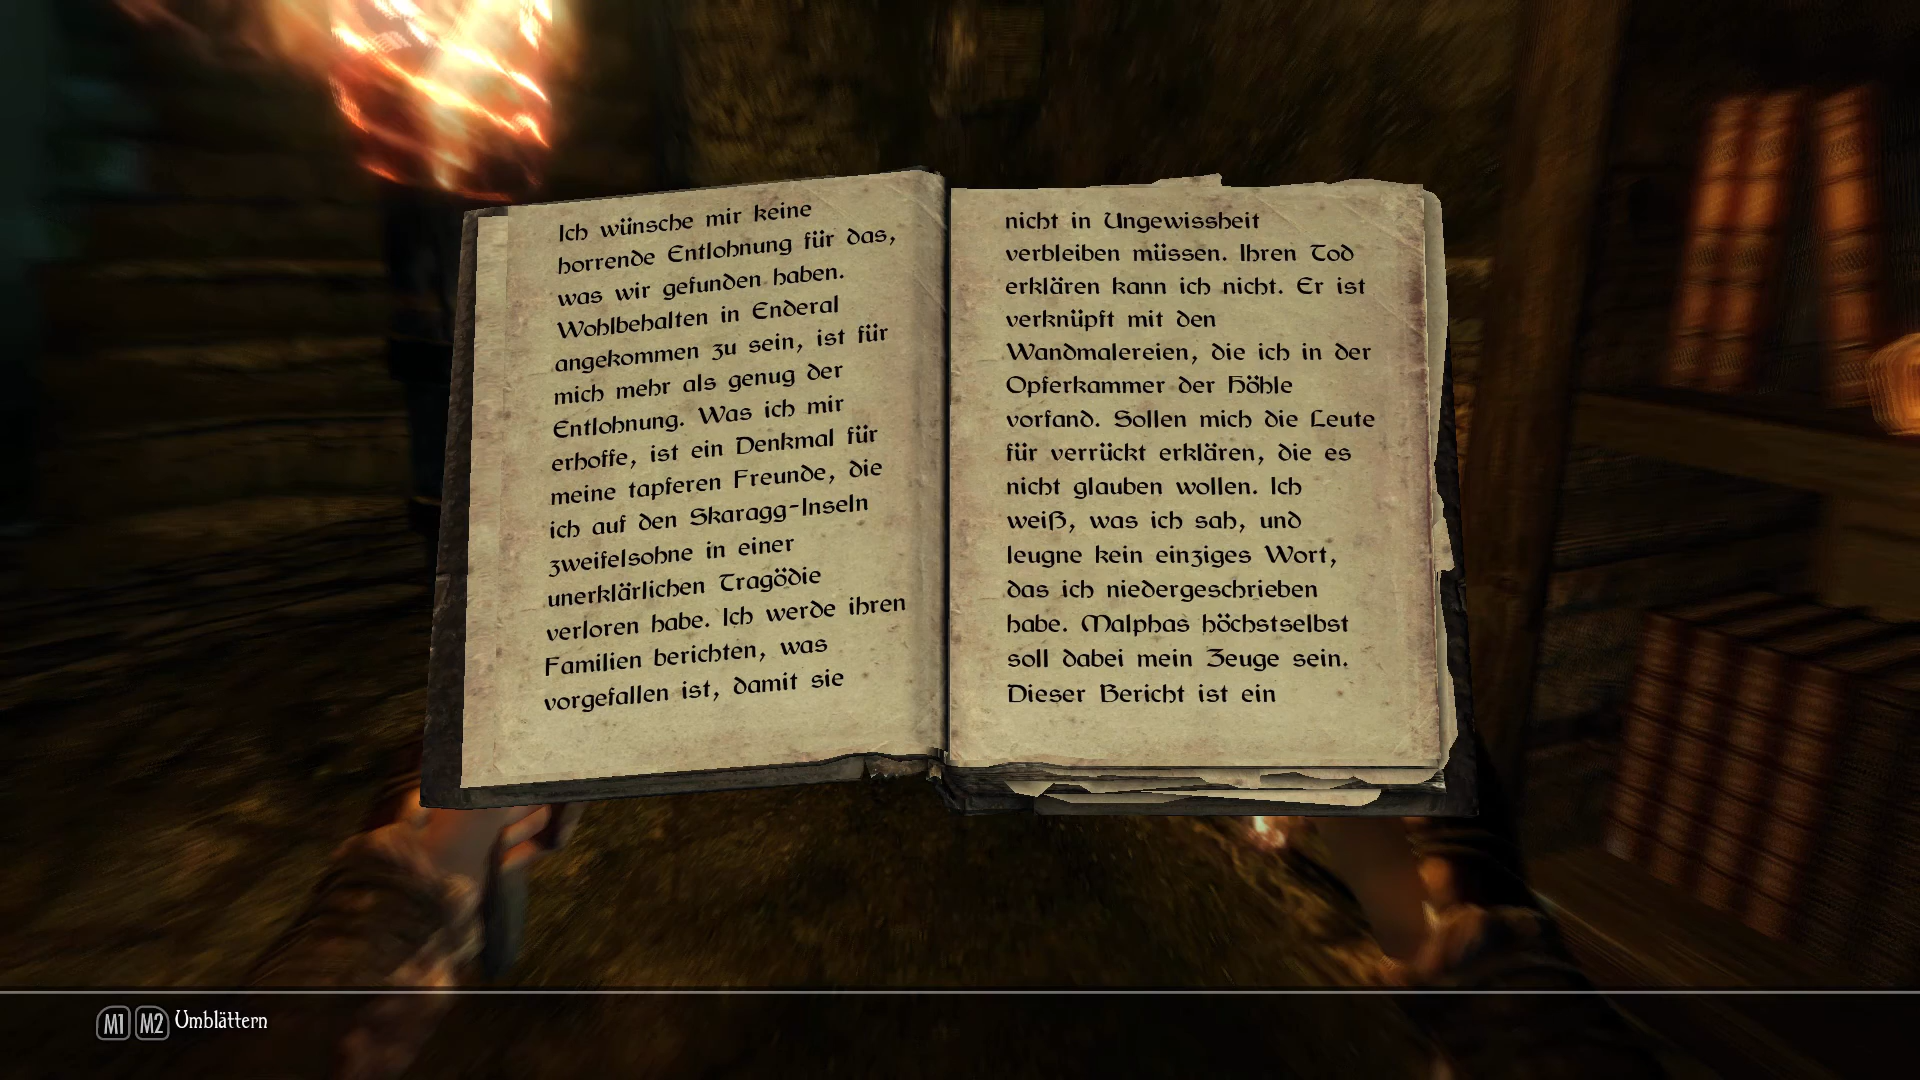 Ich wünsche mir keine
horrende Entlohnung für das,
was wir gefunden haben.
Wohlbehalten in Enderal
angekommen zu sein, ist für
mich mehr als genug der
Entlohnung. Was ich mir
erhoffe, ist ein Denkmal für
meine tapferen Freunde, die
ich auf den Skaragg-Inseln
zweifelsohne in einer
unerklärlichen Tragödie
verloren habe. Ich werde ihren
Familien berichten, was
vorgefallen ist, damit sie
nicht in Ungewissheit
verbleiben müssen. Ihren Tod
erklären kann ich nicht. Er ist
verknüpft mit den
Wandmalereien, die ich in der
Opferkammer der Höhle
vorfand. Sollen mich die Leute
für verrückt erklären, die es
nicht glauben wollen. Ich
weiß, was ich sah, und
leugne kein einziges Wort,
das ich niedergeschrieben
habe. Malphas höchstselbst
soll dabei mein Zeuge sein.
Dieser Bericht ist ein
M1 M2 Umblättern